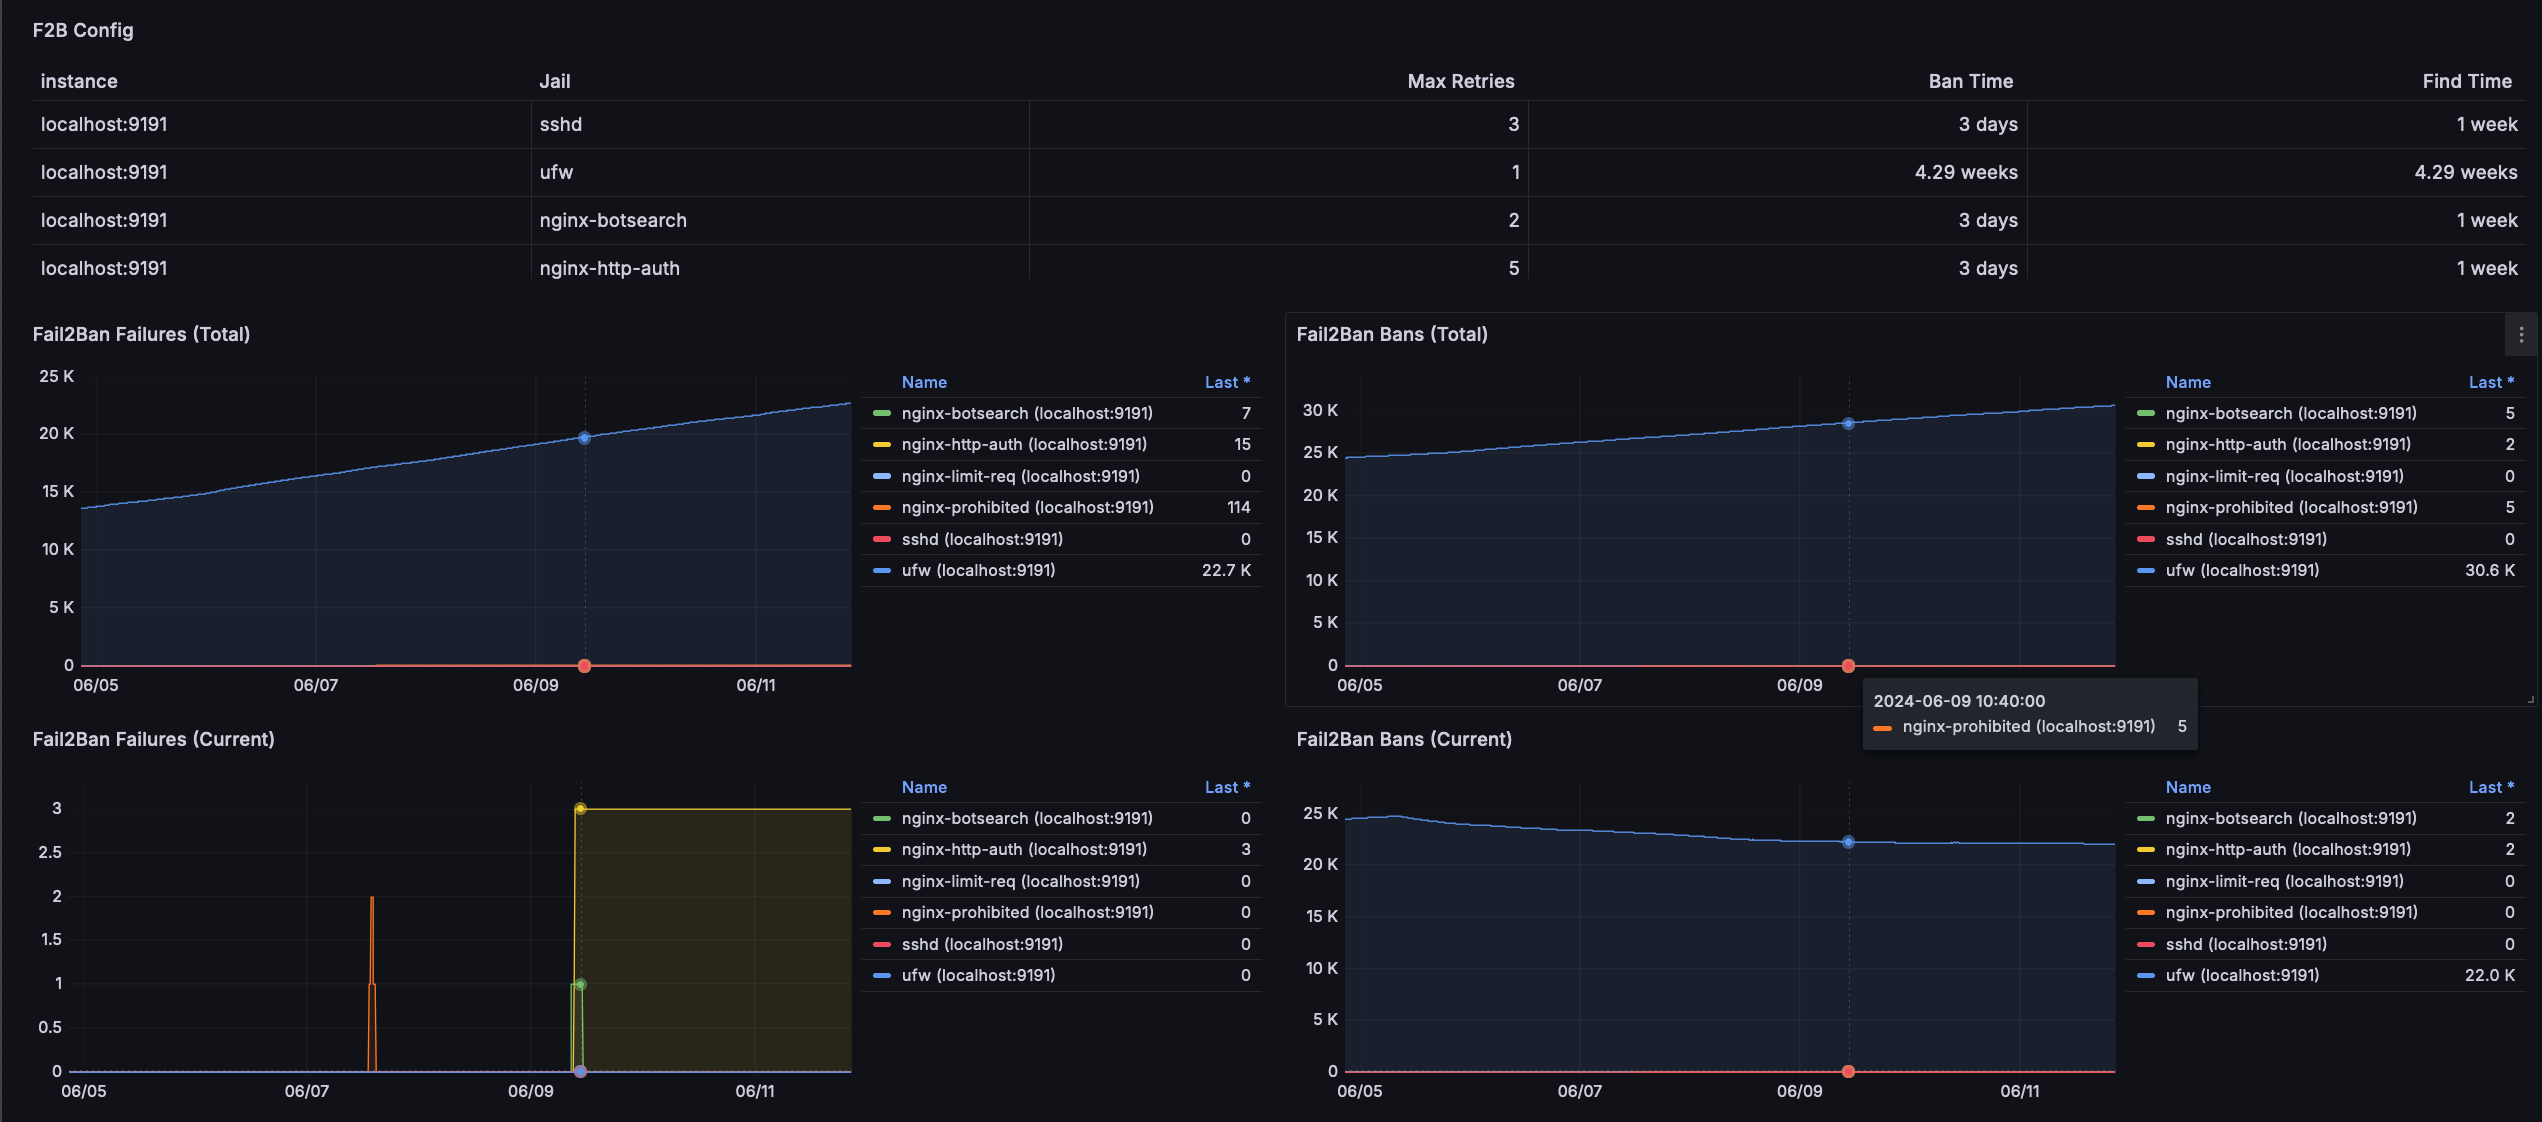 F2B Config
instance Jail Max Retries Ban Time Find Time
localhost:9191 sshd 3 3 days 1 week
localhost:9191 ufw 1 4.29 weeks 4.29 weeks
localhost:9191 nginx-botsearch 2 3 days 1 week
localhost:9191 nginx-http-auth 5 3 days 1 week
Fail2Ban Failures (Total)
25 K
20 K
15 K
10 K
5 K
0
06/05 06/07 06/09 06/11
Name Last *
nginx-botsearch (localhost:9191) 7
nginx-http-auth (localhost:9191) 15
nginx-limit-req (localhost:9191) 0
nginx-prohibited (localhost:9191) 114
sshd (localhost:9191) 0
ufw (localhost:9191) 22.7 K
Fail2Ban Bans (Total)
30 K
25 K
20 K
15 K
10 K
5 K
0
06/05 06/07 06/09
Name Last *
nginx-botsearch (localhost:9191) 5
nginx-http-auth (localhost:9191) 2
nginx-limit-req (localhost:9191) 0
nginx-prohibited (localhost:9191) 5
sshd (localhost:9191) 0
ufw (localhost:9191) 30.6 K
2024-06-09 10:40:00
nginx-prohibited (localhost:9191) 5
Fail2Ban Failures (Current)
3
2.5
2
1.5
1
0.5
0
06/05 06/07 06/09 06/11
Name Last *
nginx-botsearch (localhost:9191) 0
nginx-http-auth (localhost:9191) 3
nginx-limit-req (localhost:9191) 0
nginx-prohibited (localhost:9191) 0
sshd (localhost:9191) 0
ufw (localhost:9191) 0
Fail2Ban Bans (Current)
25 K
20 K
15 K
10 K
5 K
0
06/05 06/07 06/09 06/11
Name Last *
nginx-botsearch (localhost:9191) 2
nginx-http-auth (localhost:9191) 2
nginx-limit-req (localhost:9191) 0
nginx-prohibited (localhost:9191) 0
sshd (localhost:9191) 0
ufw (localhost:9191) 22.0 K